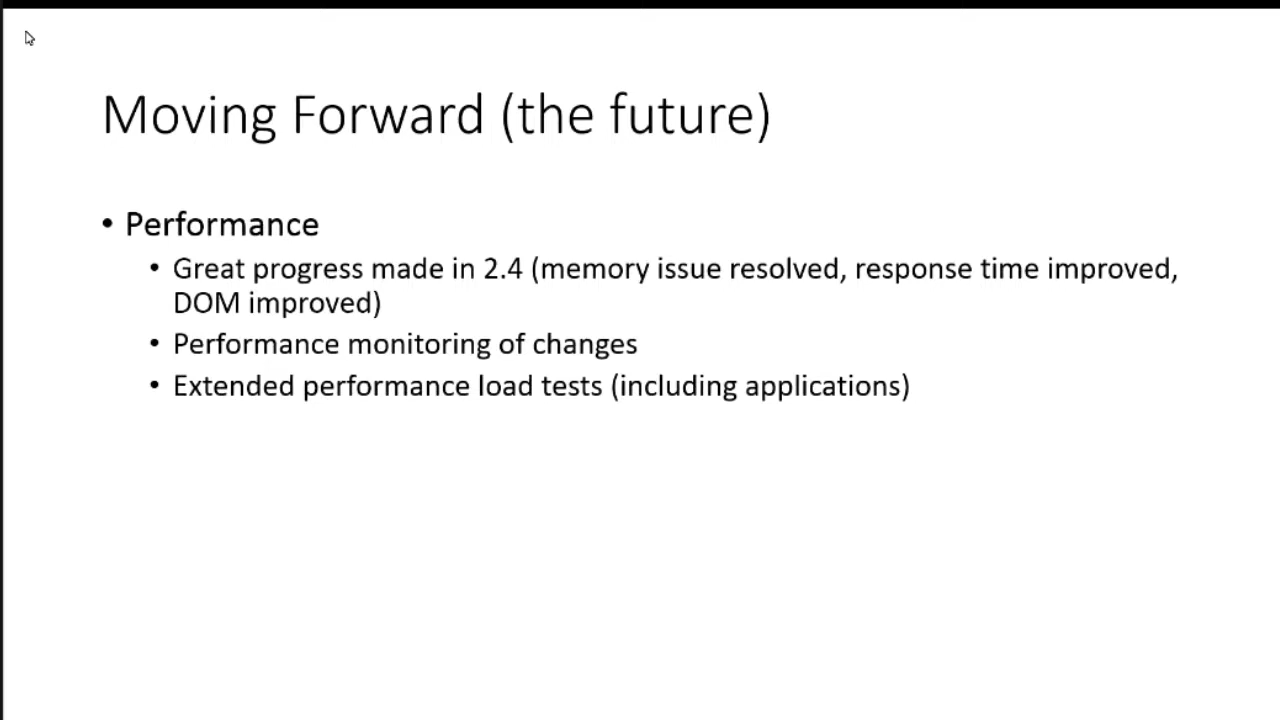 Moving Forward (the future)
• Performance
• Great progress made in 2.4 (memory issue resolved, response time improved,
DOM improved)
• Performance monitoring of changes
• Extended performance load tests (including applications)